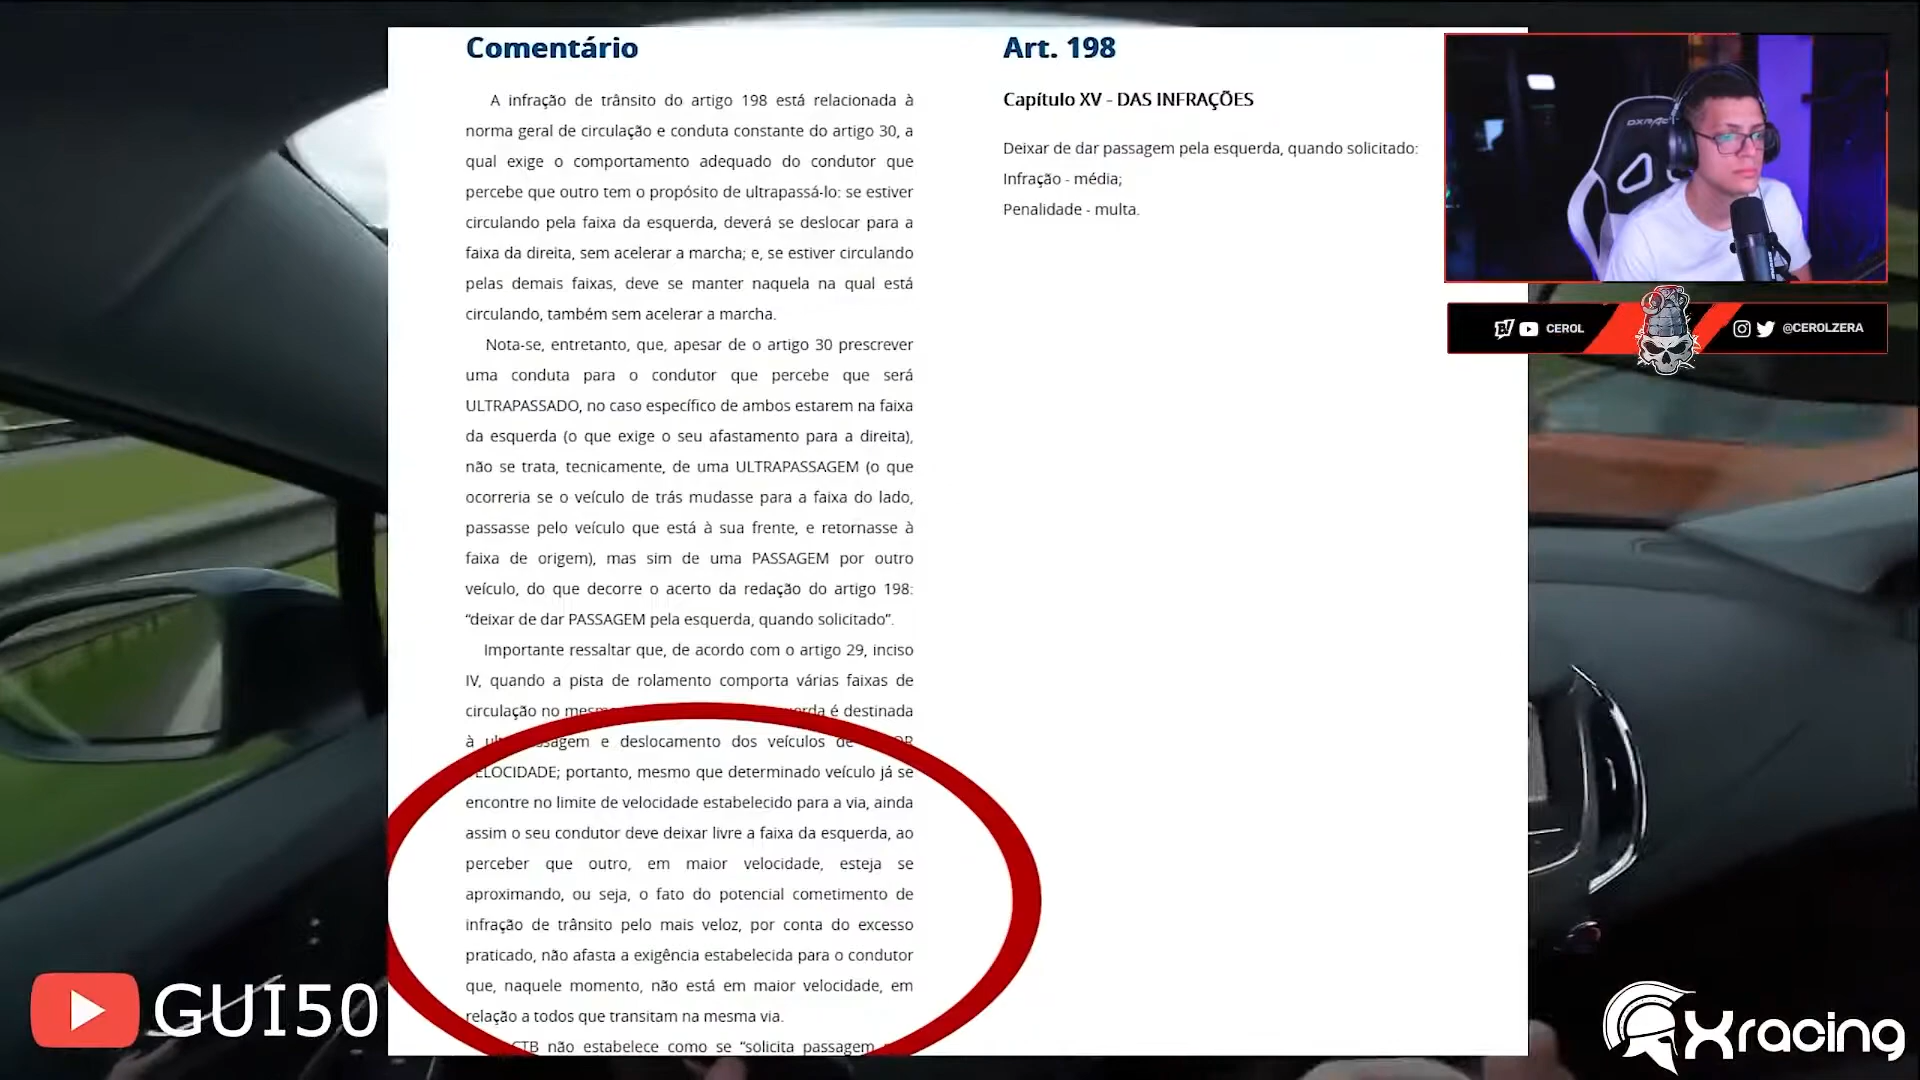 Comentário
A infração de trânsito do artigo 198 está relacionada à
norma geral de circulação e conduta constante do artigo 30, a
qual exige o comportamento adequado do condutor que
percebe que outro tem o propósito de ultrapassá-lo: se estiver
circulando pela faixa da esquerda, deverá se deslocar para a
faixa da direita, sem acelerar a marcha; e, se estiver circulando
pelas demais faixas, deve se manter naquela na qual está
circulando, também sem acelerar a marcha.
Nota-se, entretanto, que, apesar de o artigo 30 prescrever
uma conduta para o condutor que percebe que será
ULTRAPASSADO, no caso específico de ambos estarem na faixa
da esquerda (o que exige o seu afastamento para a direita),
não se trata, tecnicamente, de uma ULTRAPASSAGEM (o que
ocorreria se o veículo de trás mudasse para a faixa do lado,
passasse pelo veículo que está à sua frente, e retornasse à
faixa de origem), mas sim de uma PASSAGEM por outro
veículo, do que decorre o acerto da redação do artigo 198:
“deixar de dar PASSAGEM pela esquerda, quando solicitado”.
Importante ressaltar que, de acordo com o artigo 29, inciso
IV, quando a pista de rolamento comporta várias faixas de
circulação no é destinada
à e deslocamento dos veículos de
VELOCIDADE; portanto, mesmo que determinado veículo já se
encontre no limite de velocidade estabelecido para a via, ainda
assim o seu condutor deve deixar livre a faixa da esquerda, ao
perceber que outro, em maior velocidade, esteja se
aproximando, ou seja, o fato do potencial cometimento de
infração de trânsito pelo mais veloz, por conta do excesso
praticado, não afasta a exigência estabelecida para o condutor
que, naquele momento, não está em maior velocidade, em
relação a todos que transitam na mesma via.
CTB não estabelece como se “solicita passagem
Art. 198
Capítulo XV - DAS INFRAÇÕES
Deixar de dar passagem pela esquerda, quando solicitado:
Infração - média;
Penalidade - multa.
DXRACER
CEROL
@CEROLZERA
GUI50
Xracing